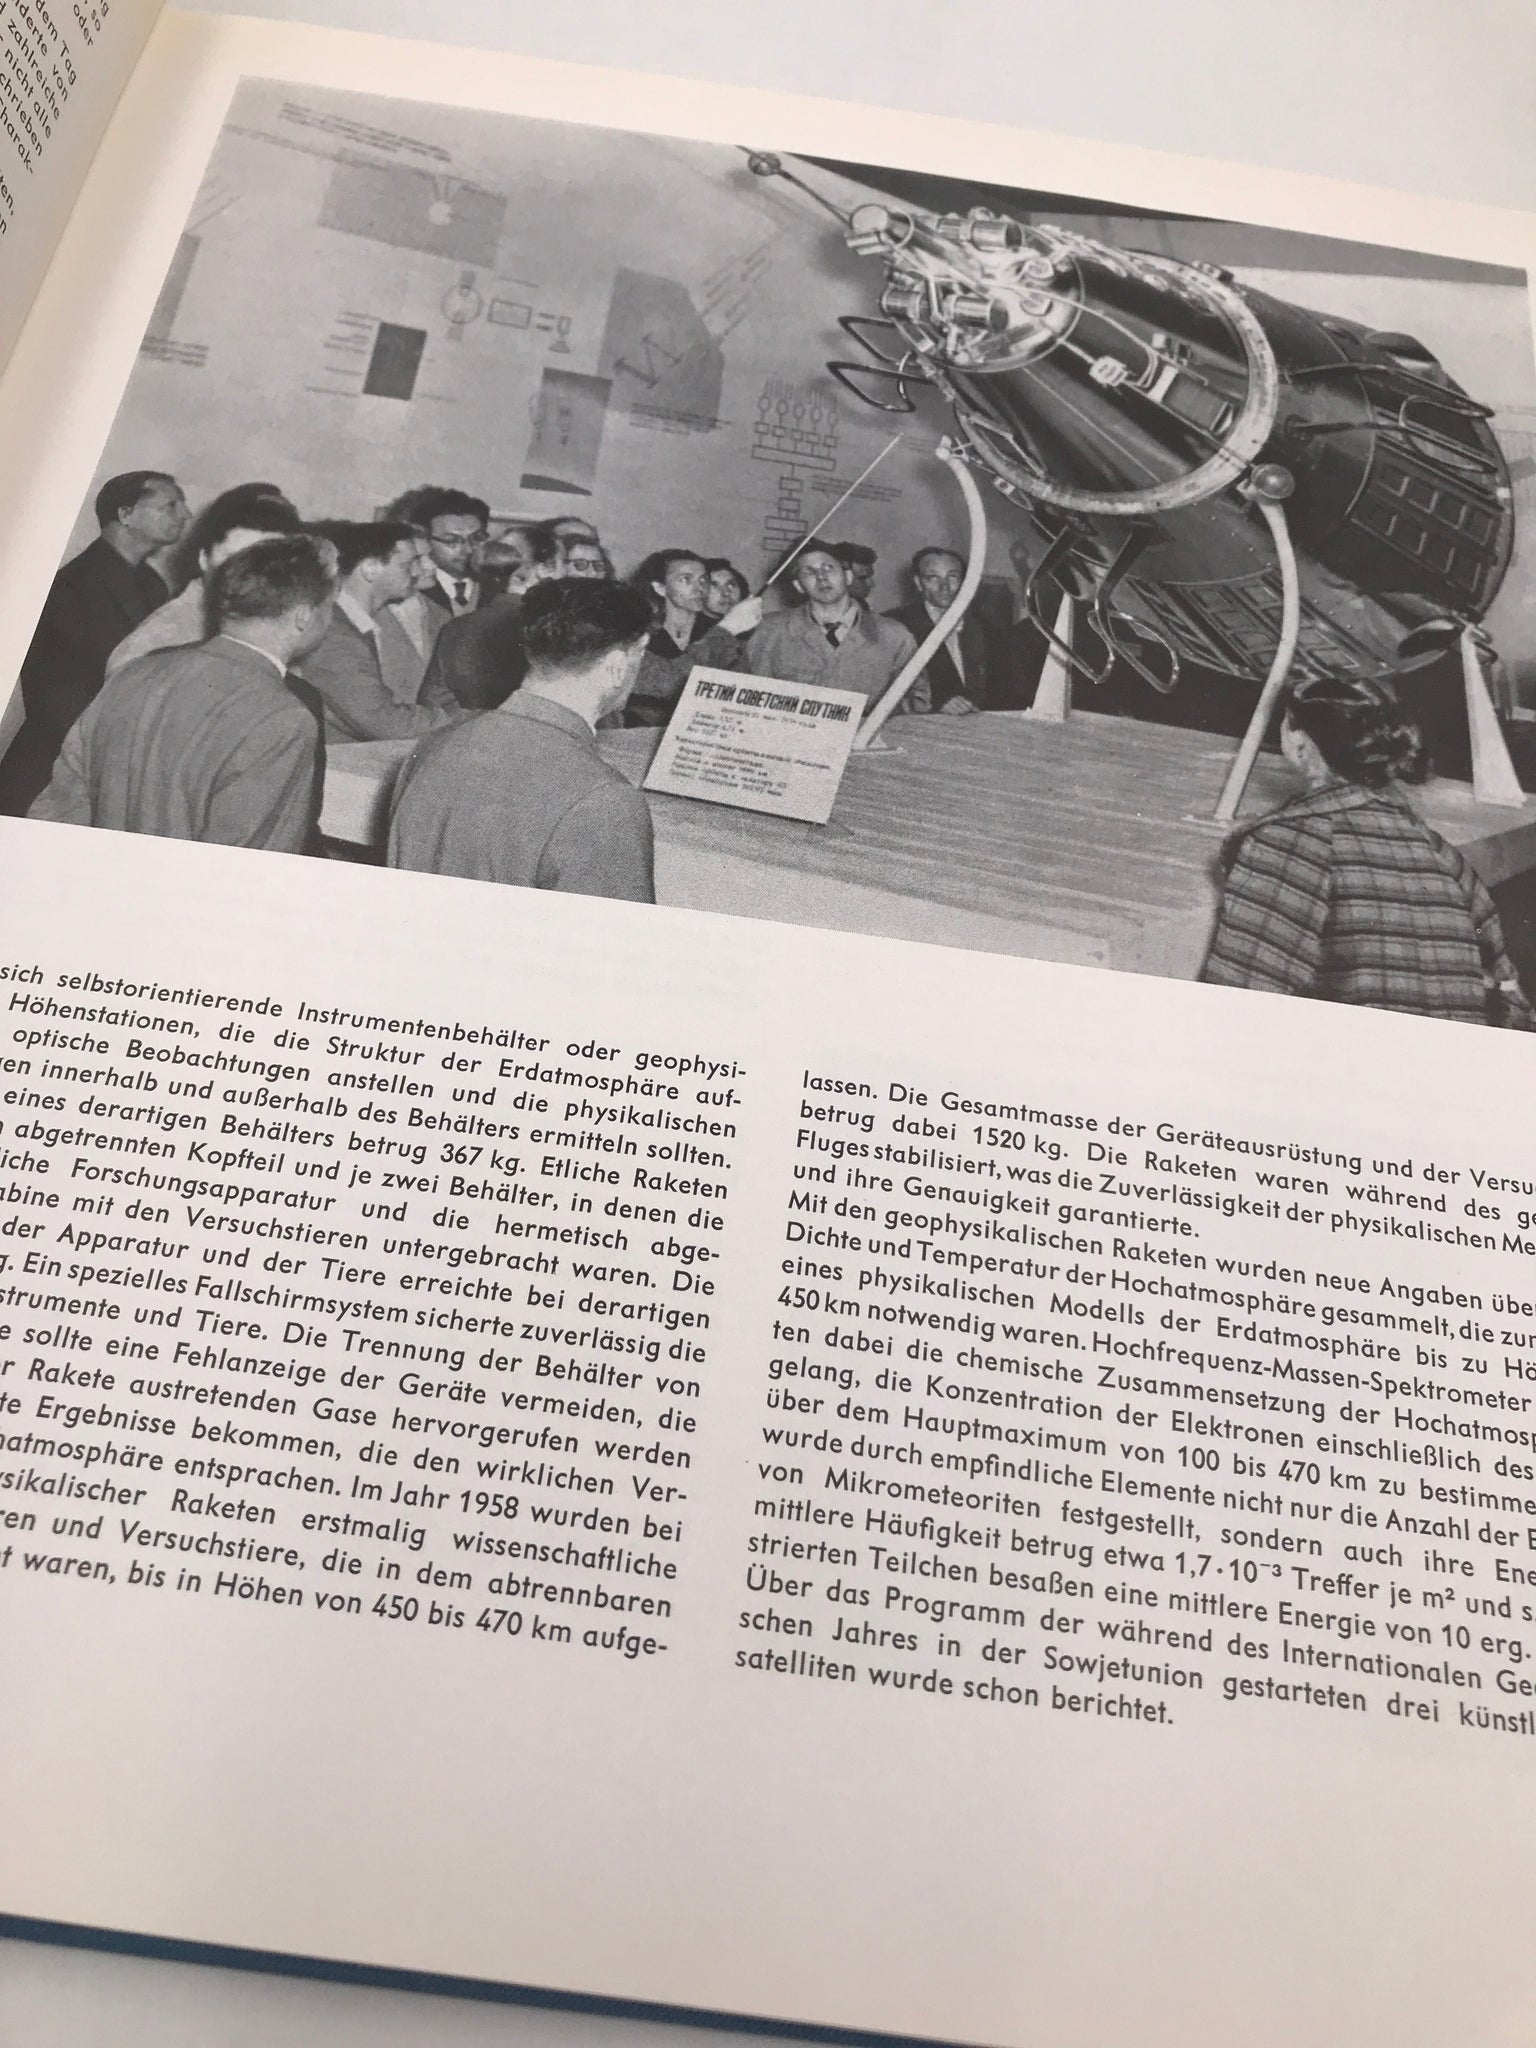 so
oder
dem Tag
von
zahlreiche
nicht alle
sich selbstorientierende Instrumentenbehälter oder geophysi-
Höhenstationen, die die Struktur der Erdatmosphäre auf-
optische Beobachtungen anstellen und die physikalischen
innerhalb und außerhalb des Behälters ermitteln sollten.
eines derartigen Behälters betrug 367 kg. Etliche Raketen
abgetrennten Kopfteil und je zwei Behälter, in denen die
Forschungsapparatur und die hermetisch abge-
mit den Versuchstieren untergebracht waren. Die
der Apparatur und der Tiere erreichte bei derartigen
Ein spezielles Fallschirmsystem sicherte zuverlässig die
und Tiere. Die Trennung der Behälter von
sollte eine Fehlanzeige der Geräte vermeiden, die
Rakete austretenden Gase hervorgerufen werden
Ergebnisse bekommen, die den wirklichen Ver-
entsprachen. Im Jahr 1958 wurden bei
Raketen erstmalig wissenschaftliche
und Versuchstiere, die in dem abtrennbaren
waren, bis in Höhen von 450 bis 470 km aufge-
ТРЕТИЙ СОВЕТСКИЙ СПУТНИК
lassen. Die Gesamtmasse der Geräteausrüstung und der Versu
betrug dabei 1520 kg. Die Raketen waren während des ge
Fluges stabilisiert, was die Zuverlässigkeit der physikalischen Me
und ihre Genauigkeit garantierte.
Mit den geophysikalischen Raketen wurden neue Angaben übe
Dichte und Temperatur der Hochatmosphäre gesammelt, die zur
eines physikalischen Modells der Erdatmosphäre bis zu Hö
450 km notwendig waren. Hochfrequenz-Massen-Spektrometer
ten dabei die chemische Zusammensetzung der Hochatmosp
gelang, die Konzentration der Elektronen einschließlich des
über dem Hauptmaximum von 100 bis 470 km zu bestimme
wurde durch empfindliche Elemente nicht nur die Anzahl der E
von Mikrometeoriten festgestellt, sondern auch ihre Ene
mittlere Häufigkeit betrug etwa 1,7·10⁻³ Treffer je m² und s.
strierten Teilchen besaßen eine mittlere Energie von 10 erg.
Über das Programm der während des Internationalen Geo
schen Jahres in der Sowjetunion gestarteten drei künstl
satelliten wurde schon berichtet.